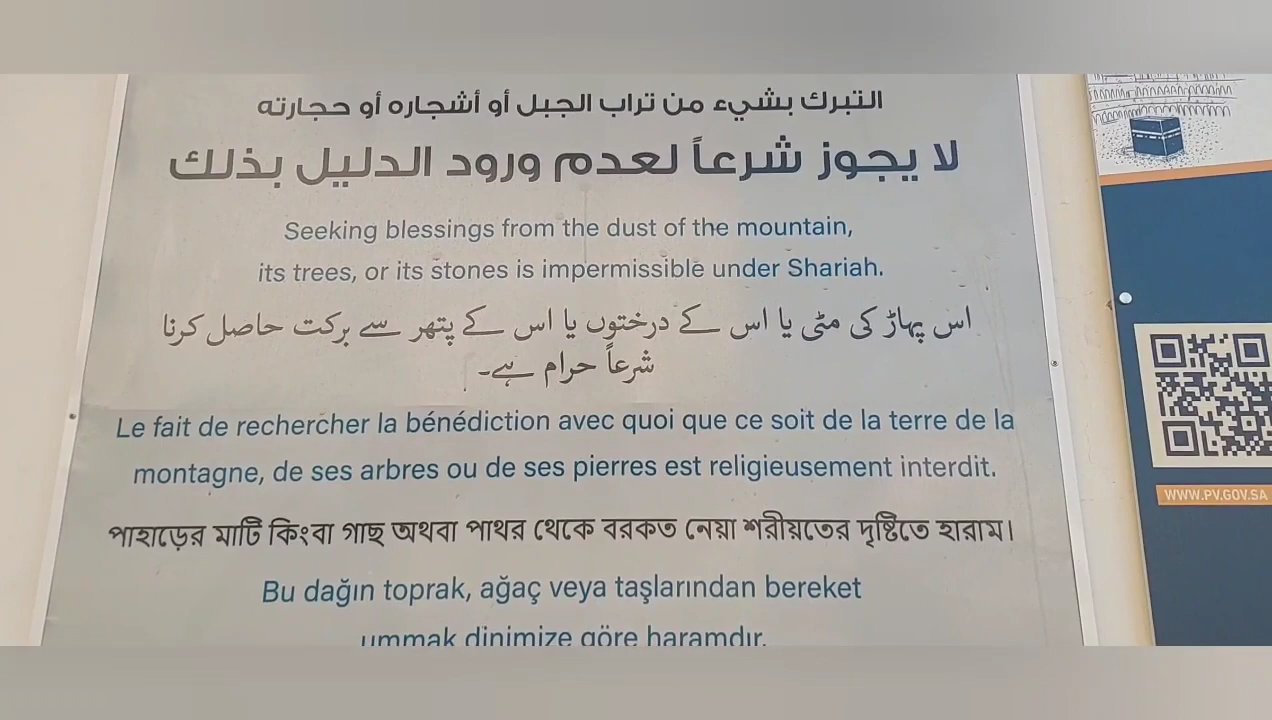 التبرك بشيء من تراب الجبل أو أشجاره أو حجارته
لا يجوز شرعاً لعدم ورود الدليل بذلك
Seeking blessings from the dust of the mountain,
its trees, or its stones is impermissible under Shariah.
اس پہاڑ کی مٹی یا اس کے درختوں یا اس کے پتھر سے برکت حاصل کرنا
شرعاً حرام ہے۔
Le fait de rechercher la bénédiction avec quoi que ce soit de la terre de la
montagne, de ses arbres ou de ses pierres est religieusement interdit.
পাহাড়ের মাটি কিংবা গাছ অথবা পাথর থেকে বরকত নেয়া শরীয়তের দৃষ্টিতে হারাম।
Bu dağın toprak, ağaç veya taşlarından bereket
ummak dinimize göre haramdır.
WWW.PV.GOV.SA